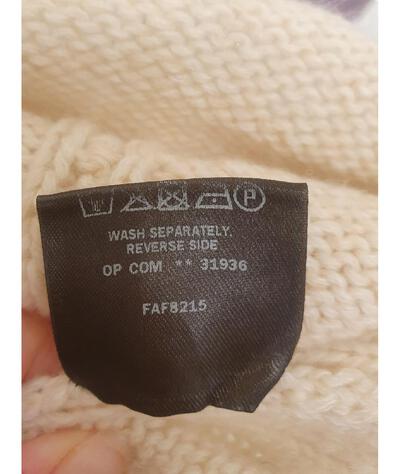 P
WASH SEPARATELY.
REVERSE SIDE
OP COM ** 31936
FAF8215